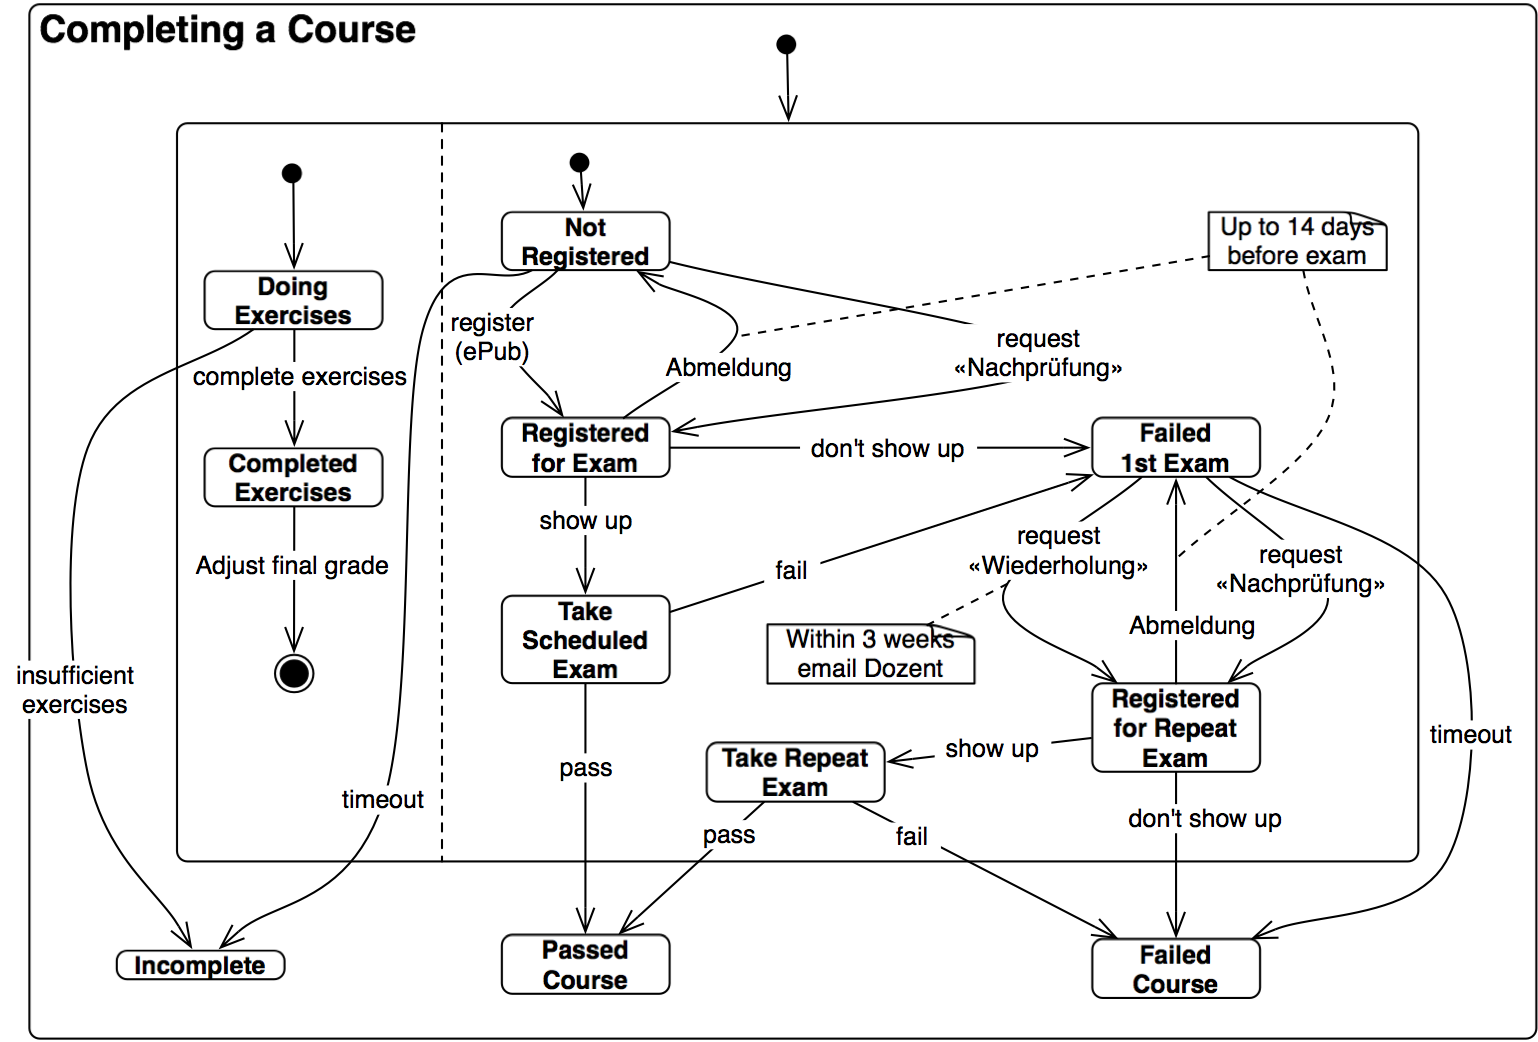 Completing a Course
Not
Registered
Up to 14 days
before exam
Doing
Exercises
register
(ePub)
request
«Nachprüfung»
Abmeldung
complete exercises
Registered
for Exam
don't show up
Failed
1st Exam
Completed
Exercises
show up
request
«Wiederholung»
request
«Nachprüfung»
Adjust final grade
fail
Take
Scheduled
Exam
Within 3 weeks
email Dozent
Abmeldung
insufficient
exercises
Registered
for Repeat
Exam
timeout
show up
Take Repeat
Exam
pass
timeout
don't show up
pass
fail
Incomplete
Passed
Course
Failed
Course